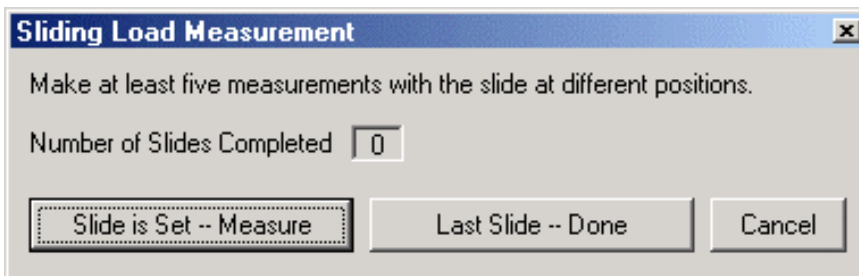 Sliding Load Measurement
Make at least five measurements with the slide at different positions.
Number of Slides Completed 0
Slide is Set -- Measure Last Slide -- Done Cancel